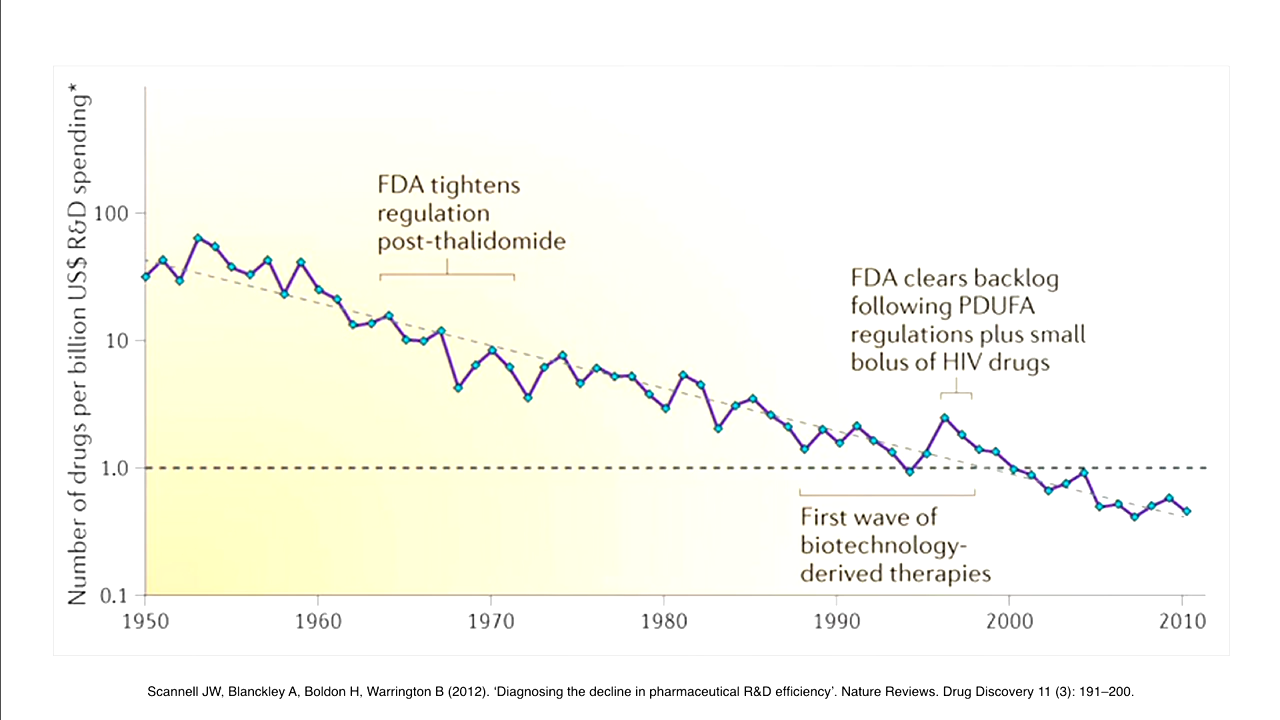 Number of drugs per billion US$ R&D spending*
100
10
1.0
0.1
FDA tightens
regulation
post-thalidomide
FDA clears backlog
following PDUFA
regulations plus small
bolus of HIV drugs
First wave of
biotechnology-
derived therapies
1950 1960 1970 1980 1990 2000 2010
Scannell JW, Blanckley A, Boldon H, Warrington B (2012). ‘Diagnosing the decline in pharmaceutical R&D efficiency’. Nature Reviews. Drug Discovery 11 (3): 191–200.